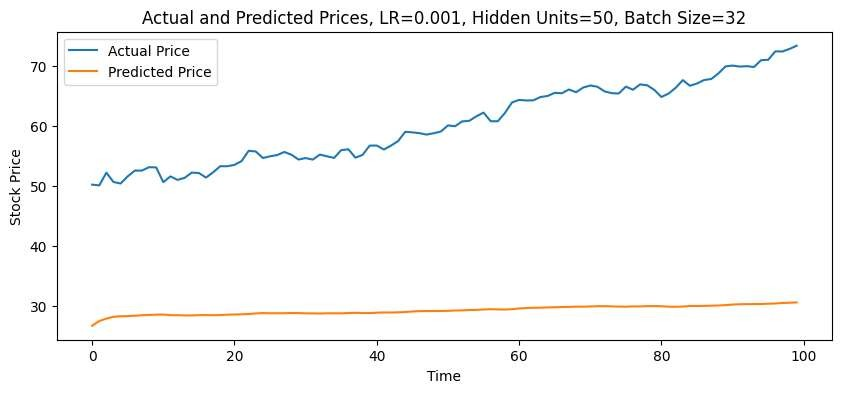 Actual and Predicted Prices, LR=0.001, Hidden Units=50, Batch Size=32
Actual Price
Predicted Price
Stock Price
70
60
50
40
30
0
20
40
60
80
100
Time